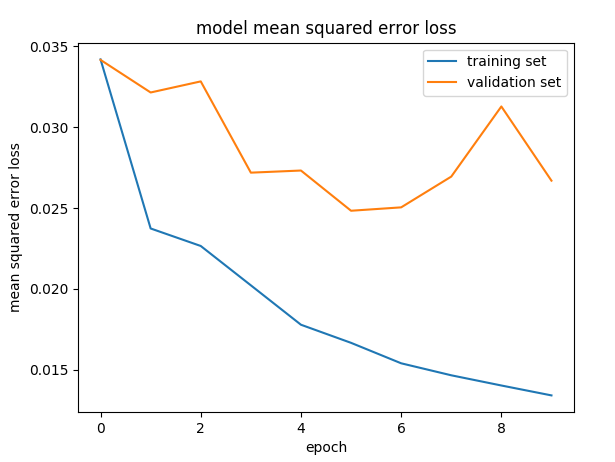 model mean squared error loss
training set
validation set
0.035
0.030
0.025
0.020
0.015
mean squared error loss
0 2 4 6 8
epoch